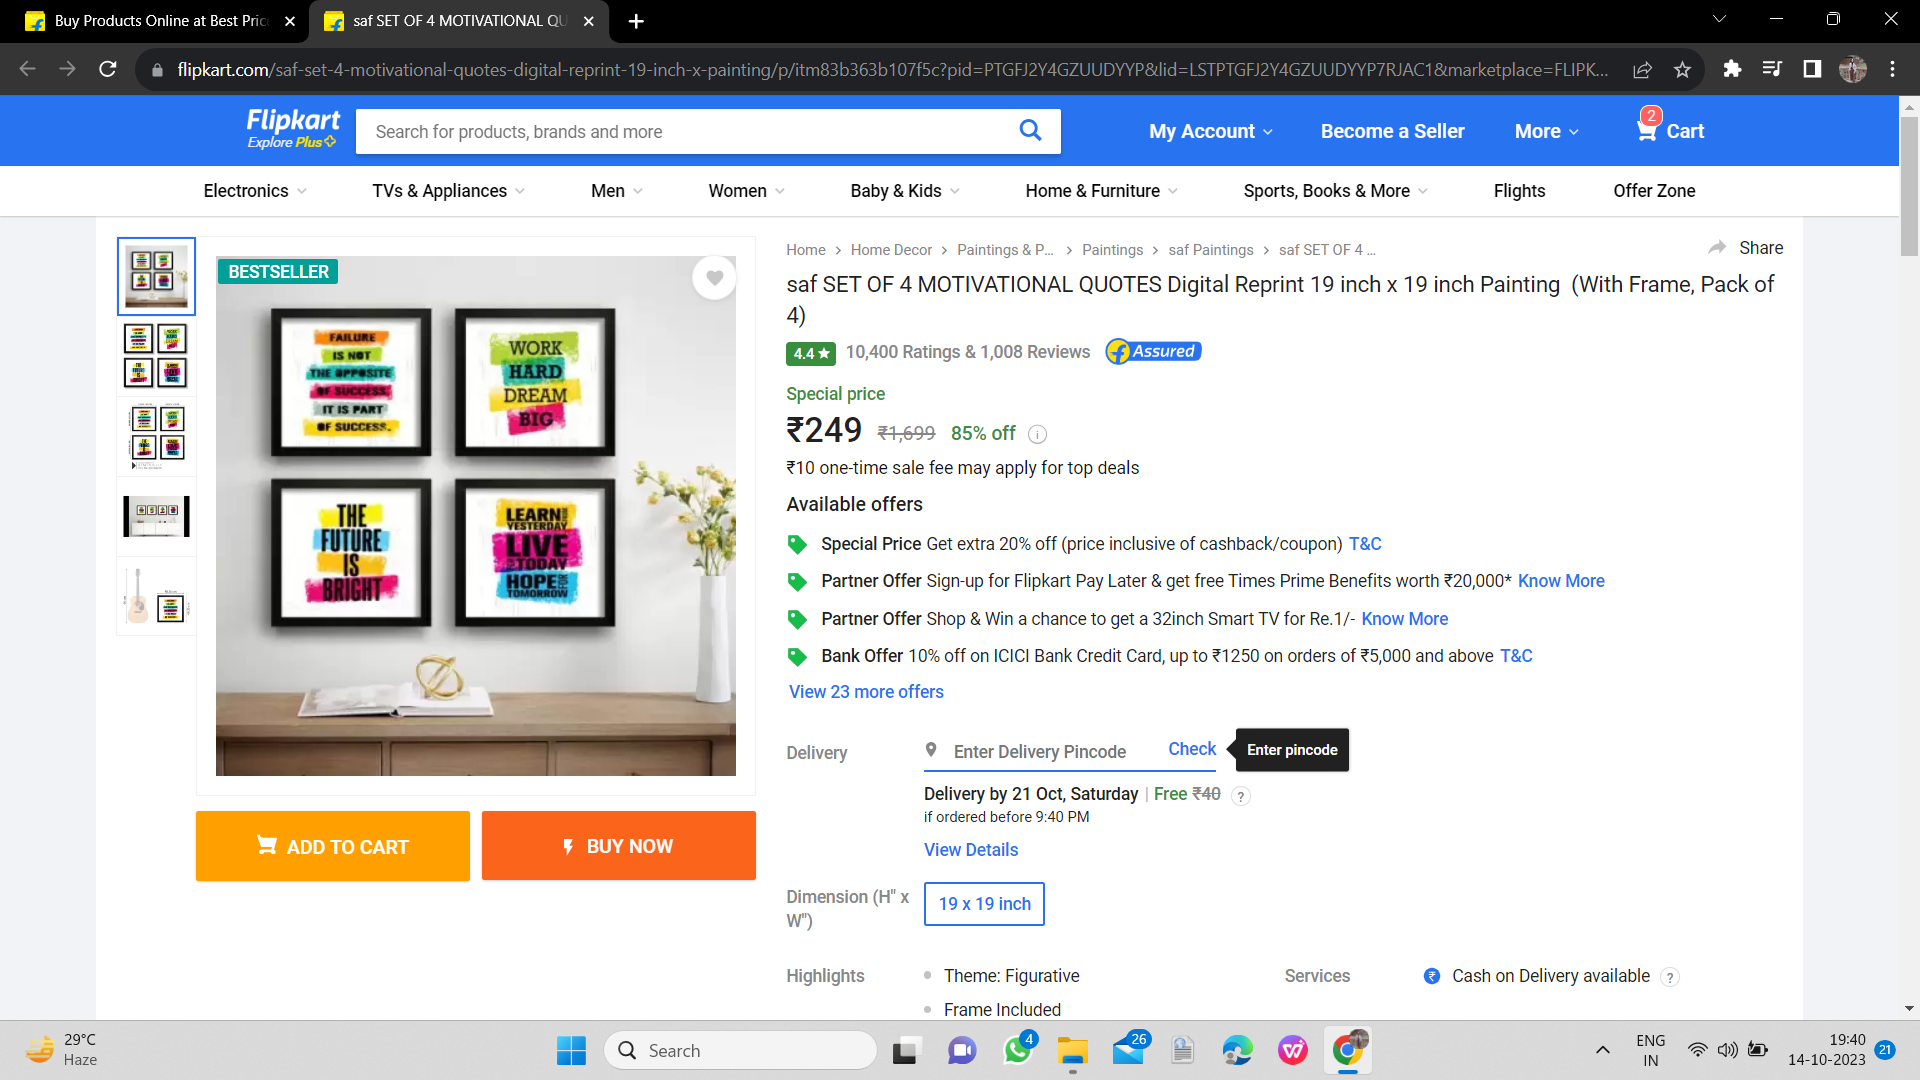 Buy Products Online at Best Pric
saf SET OF 4 MOTIVATIONAL QU
flipkart.com/saf-set-4-motivational-quotes-digital-reprint-19-inch-x-painting/p/itm83b363b107f5c?pid=PTGFJ2Y4GZUUDYYP&lid=LSTPTGFJ2Y4GZUUDYYP7RJAC1&marketplace=FLIPK...
Flipkart
Explore Plus
Search for products, brands and more
My Account
Become a Seller
More
2
Cart
Electronics
TVs & Appliances
Men
Women
Baby & Kids
Home & Furniture
Sports, Books & More
Flights
Offer Zone
BESTSELLER
FAILURE
IS NOT
THE OPPOSITE
OF SUCCESS.
IT IS PART
OF SUCCESS.
WORK
HARD
DREAM
BIG
THE
FUTURE
IS
BRIGHT
LEARN FROM
YESTERDAY
LIVE
FOR TODAY
HOPE FOR
TOMORROW
ADD TO CART
BUY NOW
Home > Home Decor > Paintings & P... > Paintings > saf Paintings > saf SET OF 4 ...
Share
saf SET OF 4 MOTIVATIONAL QUOTES Digital Reprint 19 inch x 19 inch Painting (With Frame, Pack of
4)
4.4 ★ 10,400 Ratings & 1,008 Reviews Assured
Special price
₹249 ₹1,699 85% off
₹10 one-time sale fee may apply for top deals
Available offers
Special Price Get extra 20% off (price inclusive of cashback/coupon) T&C
Partner Offer Sign-up for Flipkart Pay Later & get free Times Prime Benefits worth ₹20,000* Know More
Partner Offer Shop & Win a chance to get a 32inch Smart TV for Re.1/- Know More
Bank Offer 10% off on ICICI Bank Credit Card, up to ₹1250 on orders of ₹5,000 and above T&C
View 23 more offers
Delivery
Enter Delivery Pincode
Check
Enter pincode
Delivery by 21 Oct, Saturday | Free ₹40 ?
if ordered before 9:40 PM
View Details
Dimension (H" x
W")
19 x 19 inch
Highlights
Theme: Figurative
Frame Included
Services
₹ Cash on Delivery available ?
29°C
Haze
Search
4
26
ENG
IN
19:40
14-10-2023
21